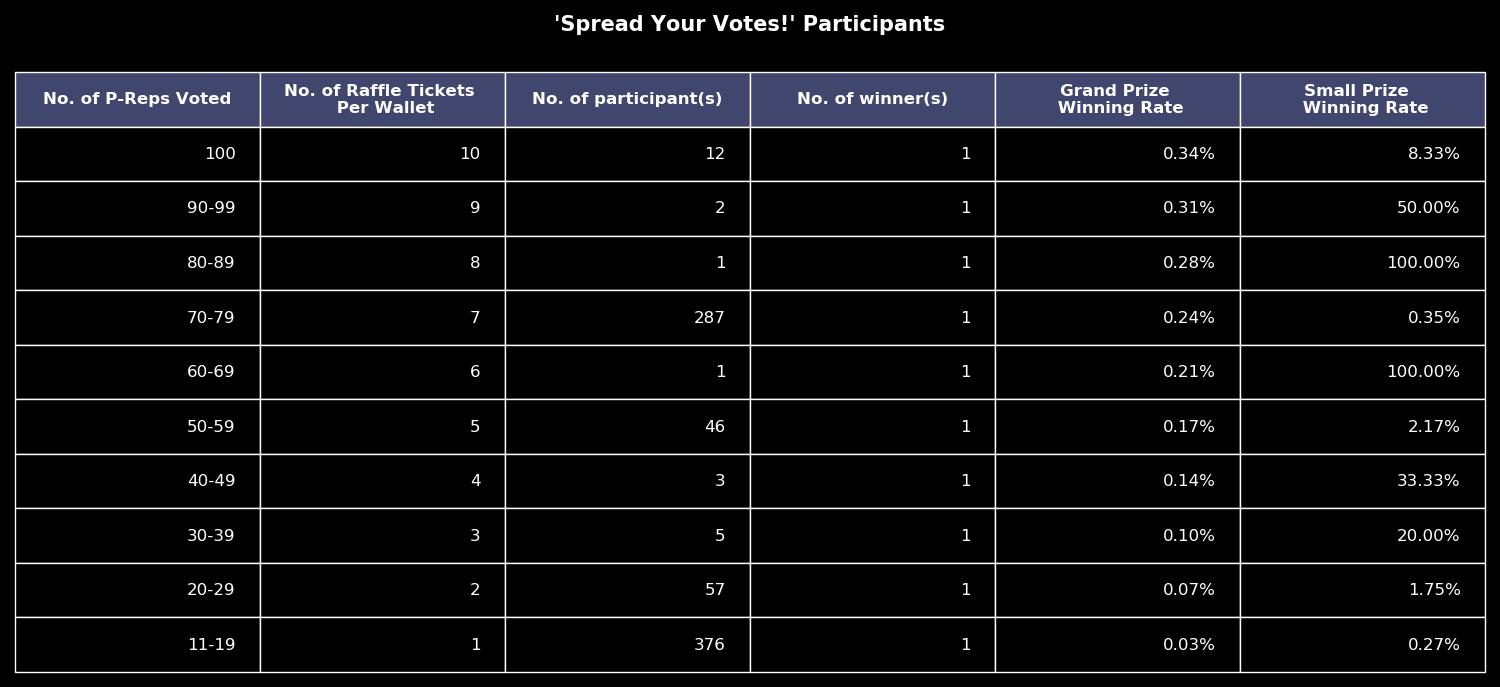 'Spread Your Votes!' Participants
No. of P-Reps Voted No. of Raffle Tickets Per Wallet No. of participant(s) No. of winner(s) Grand Prize Winning Rate Small Prize Winning Rate
100 10 12 1 0.34% 8.33%
90-99 9 2 1 0.31% 50.00%
80-89 8 1 1 0.28% 100.00%
70-79 7 287 1 0.24% 0.35%
60-69 6 1 1 0.21% 100.00%
50-59 5 46 1 0.17% 2.17%
40-49 4 3 1 0.14% 33.33%
30-39 3 5 1 0.10% 20.00%
20-29 2 57 1 0.07% 1.75%
11-19 1 376 1 0.03% 0.27%